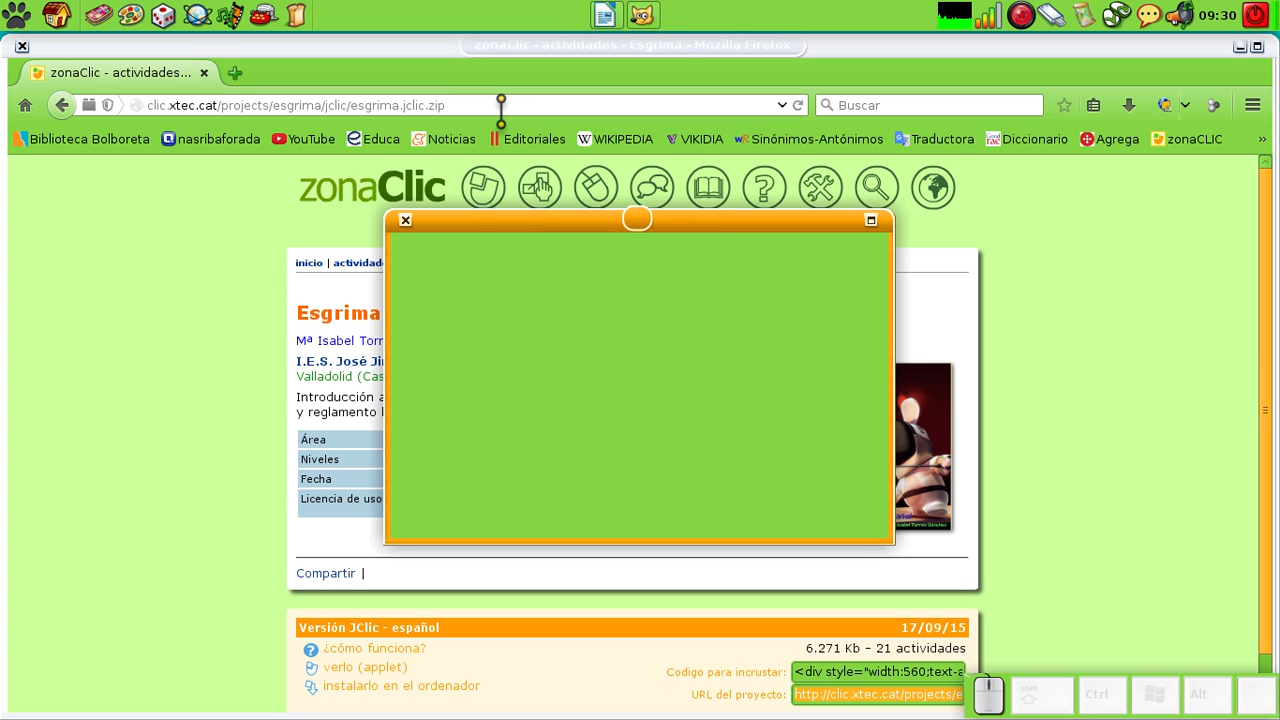 09:30
zonaClic - actividades - Esgrima - Mozilla Firefox
zonaClic - actividades...
clic.xtec.cat/projects/esgrima/jclic/esgrima.jclic.zip
Buscar
Biblioteca Bolboreta nasribaforada YouTube Educa Noticias Editoriales WIKIPEDIA VIKIDIA Sinónimos-Antónimos Traductora Diccionario Agrega zonaCLIC
zonaClic
inicio | actividade
Esgrima
Mª Isabel Torr
I.E.S. José Ji
Valladolid (Cas
Introducción a
y reglamento
Área
Niveles
Fecha
Licencia de uso
Compartir |
Versión JClic - español 17/09/15
¿cómo funciona? 6.271 Kb - 21 actividades
verlo (applet) Codigo para incrustar: <div style="width:560;text-a
instalarlo en el ordenador URL del proyecto: http://clic.xtec.cat/projects/e
Shift Ctrl Alt